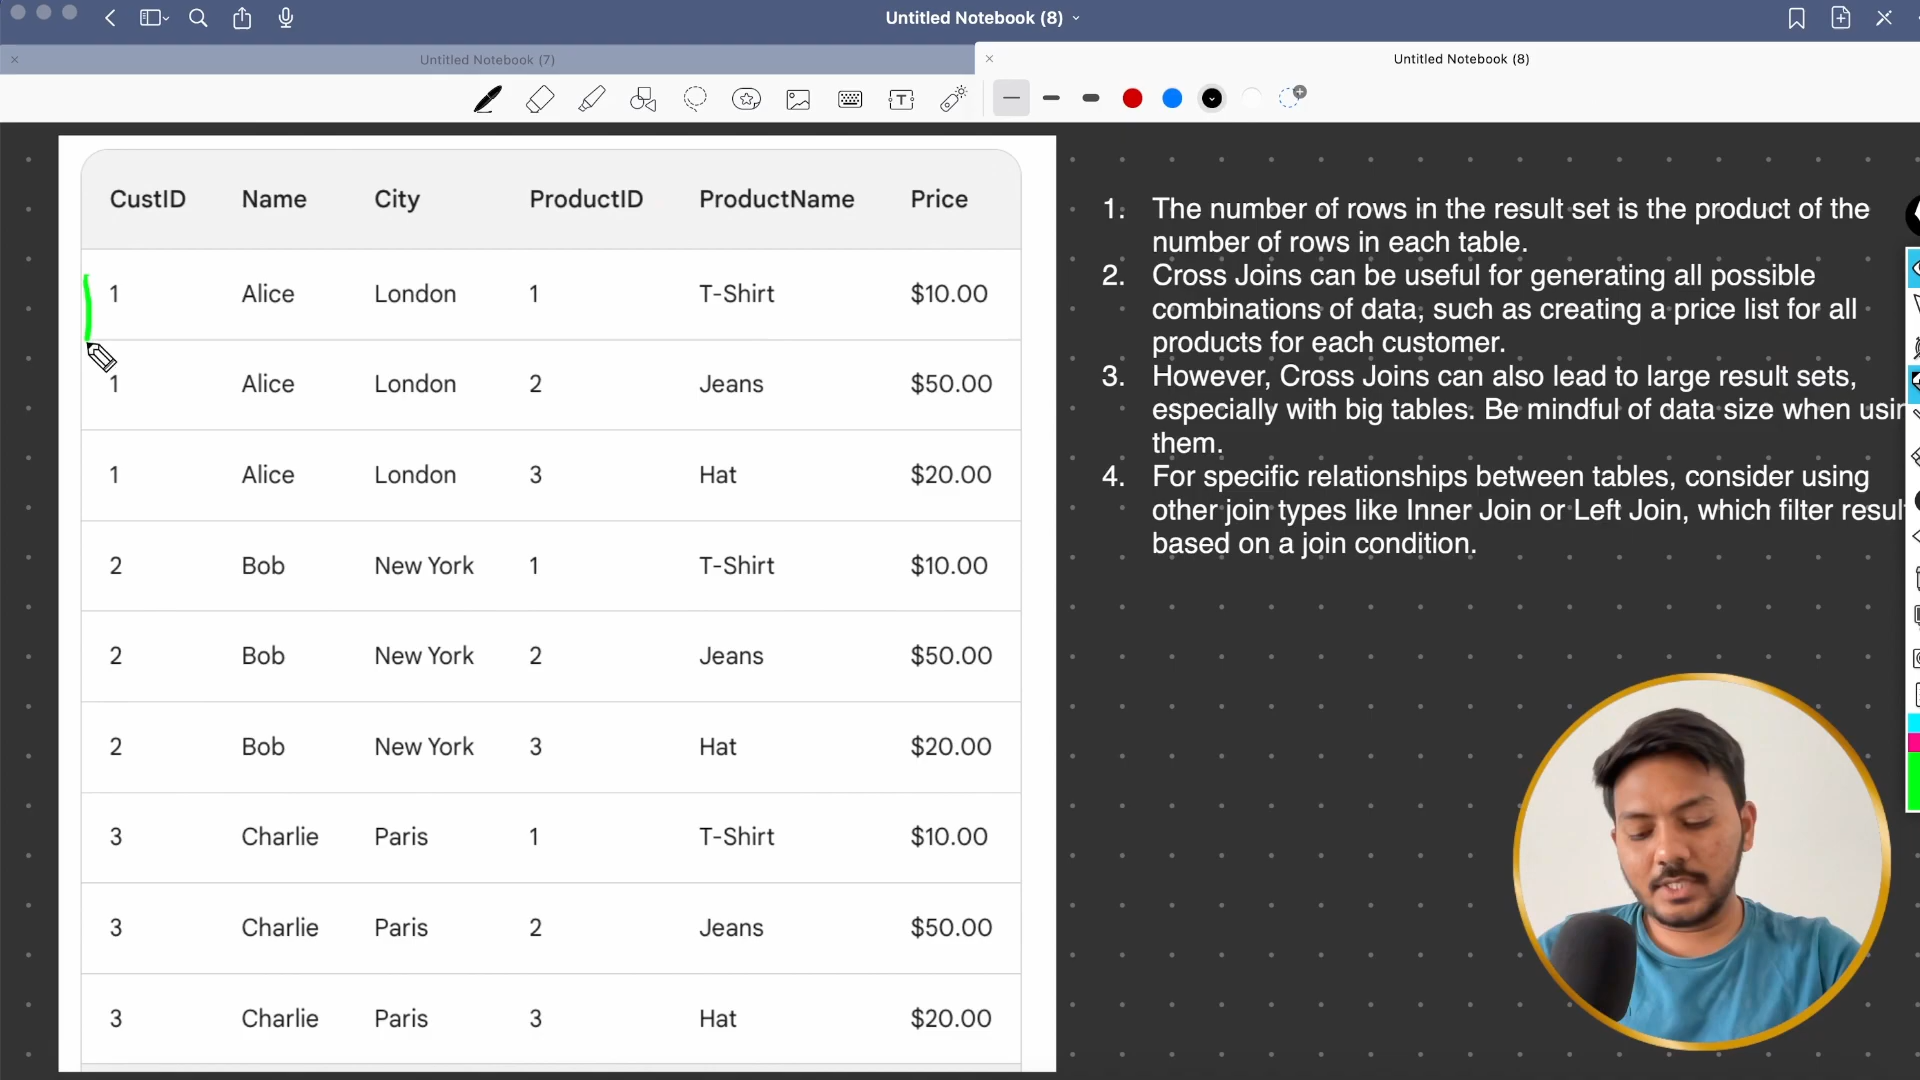 Untitled Notebook (8)
Untitled Notebook (7)
Untitled Notebook (8)
CustID Name City ProductID ProductName Price
1 Alice London 1 T-Shirt $10.00
1 Alice London 2 Jeans $50.00
1 Alice London 3 Hat $20.00
2 Bob New York 1 T-Shirt $10.00
2 Bob New York 2 Jeans $50.00
2 Bob New York 3 Hat $20.00
3 Charlie Paris 1 T-Shirt $10.00
3 Charlie Paris 2 Jeans $50.00
3 Charlie Paris 3 Hat $20.00
1. The number of rows in the result set is the product of the
number of rows in each table.
2. Cross Joins can be useful for generating all possible
combinations of data, such as creating a price list for all
products for each customer.
3. However, Cross Joins can also lead to large result sets,
especially with big tables. Be mindful of data size when
them.
4. For specific relationships between tables, consider using
other join types like Inner Join or Left Join, which filter
based on a join condition.